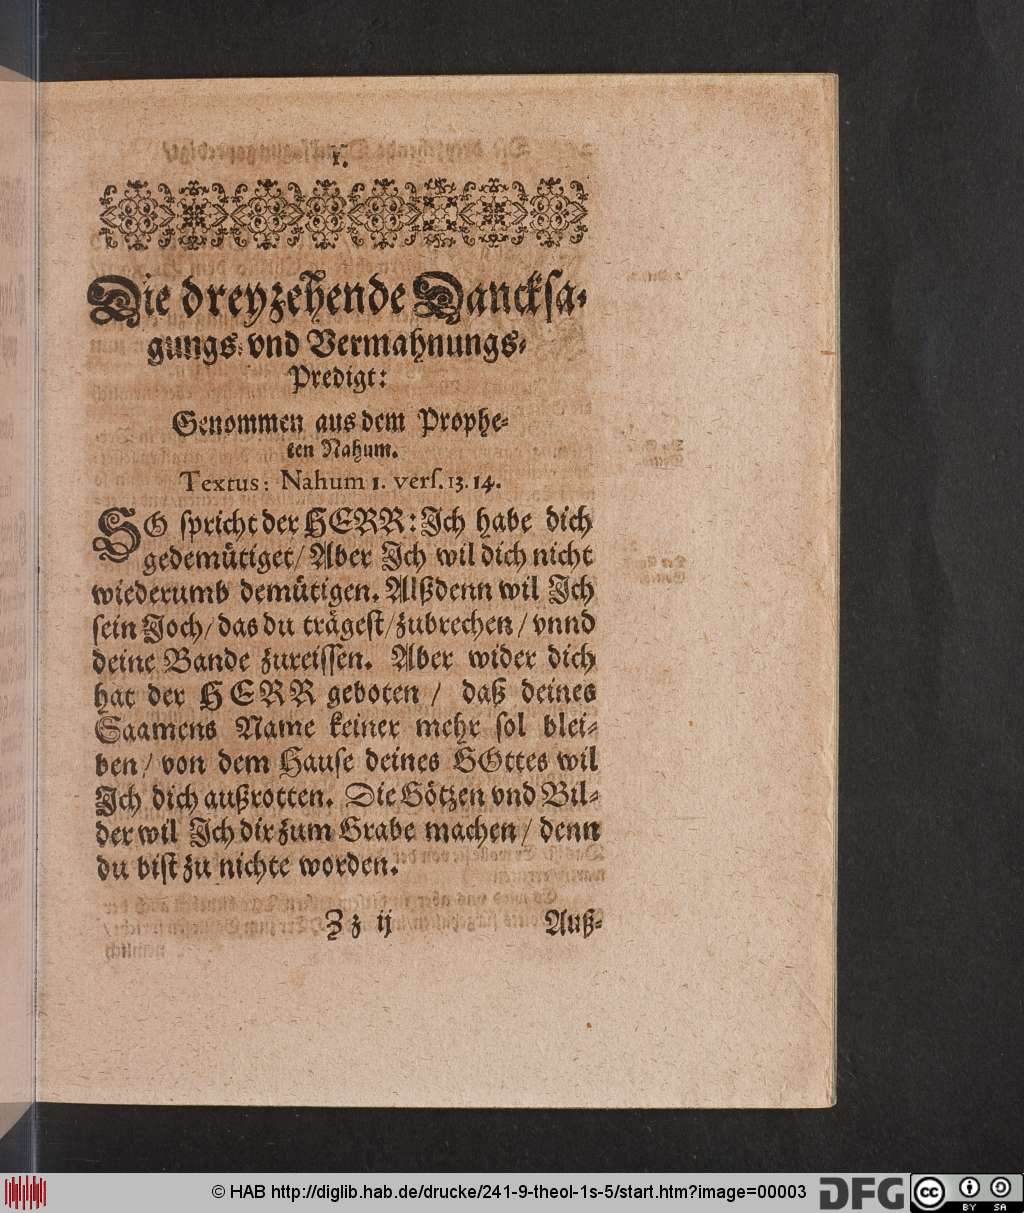 1.
Die dreyzehende Dancksa-
gungs- vnd Vermahnungs-
Predigt:
Genommen aus dem Prophe-
ten Nahum.
Textus: Nahum 1. vers. 13. 14.
SO spricht der HERR: Ich habe dich
gedemütiget/ Aber Ich wil dich nicht
wiederumb demütigen. Alßdenn wil Ich
sein Joch/ das du trägest/ zubrechen/ vnnd
deine Bande zureissen. Aber wider dich
hat der HERR geboten/ daß deines
Saamens Name keiner mehr sol blei-
ben/ von dem Hause deines GOttes wil
Ich dich außrotten. Die Götzen vnd Bil-
der wil Ich dir zum Grabe machen/ denn
du bist zu nichte worden.
Zz ij Auß-
© HAB http://diglib.hab.de/drucke/241-9-theol-1s-5/start.htm?image=00003
DFG
cc BY SA